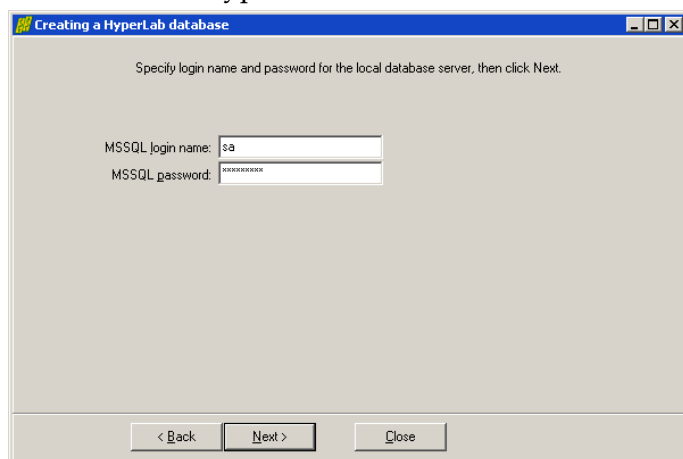 Creating a HyperLab database
Specify login name and password for the local database server, then click Next.
MSSQL login name: sa
MSSQL password: *********
< Back Next > Close